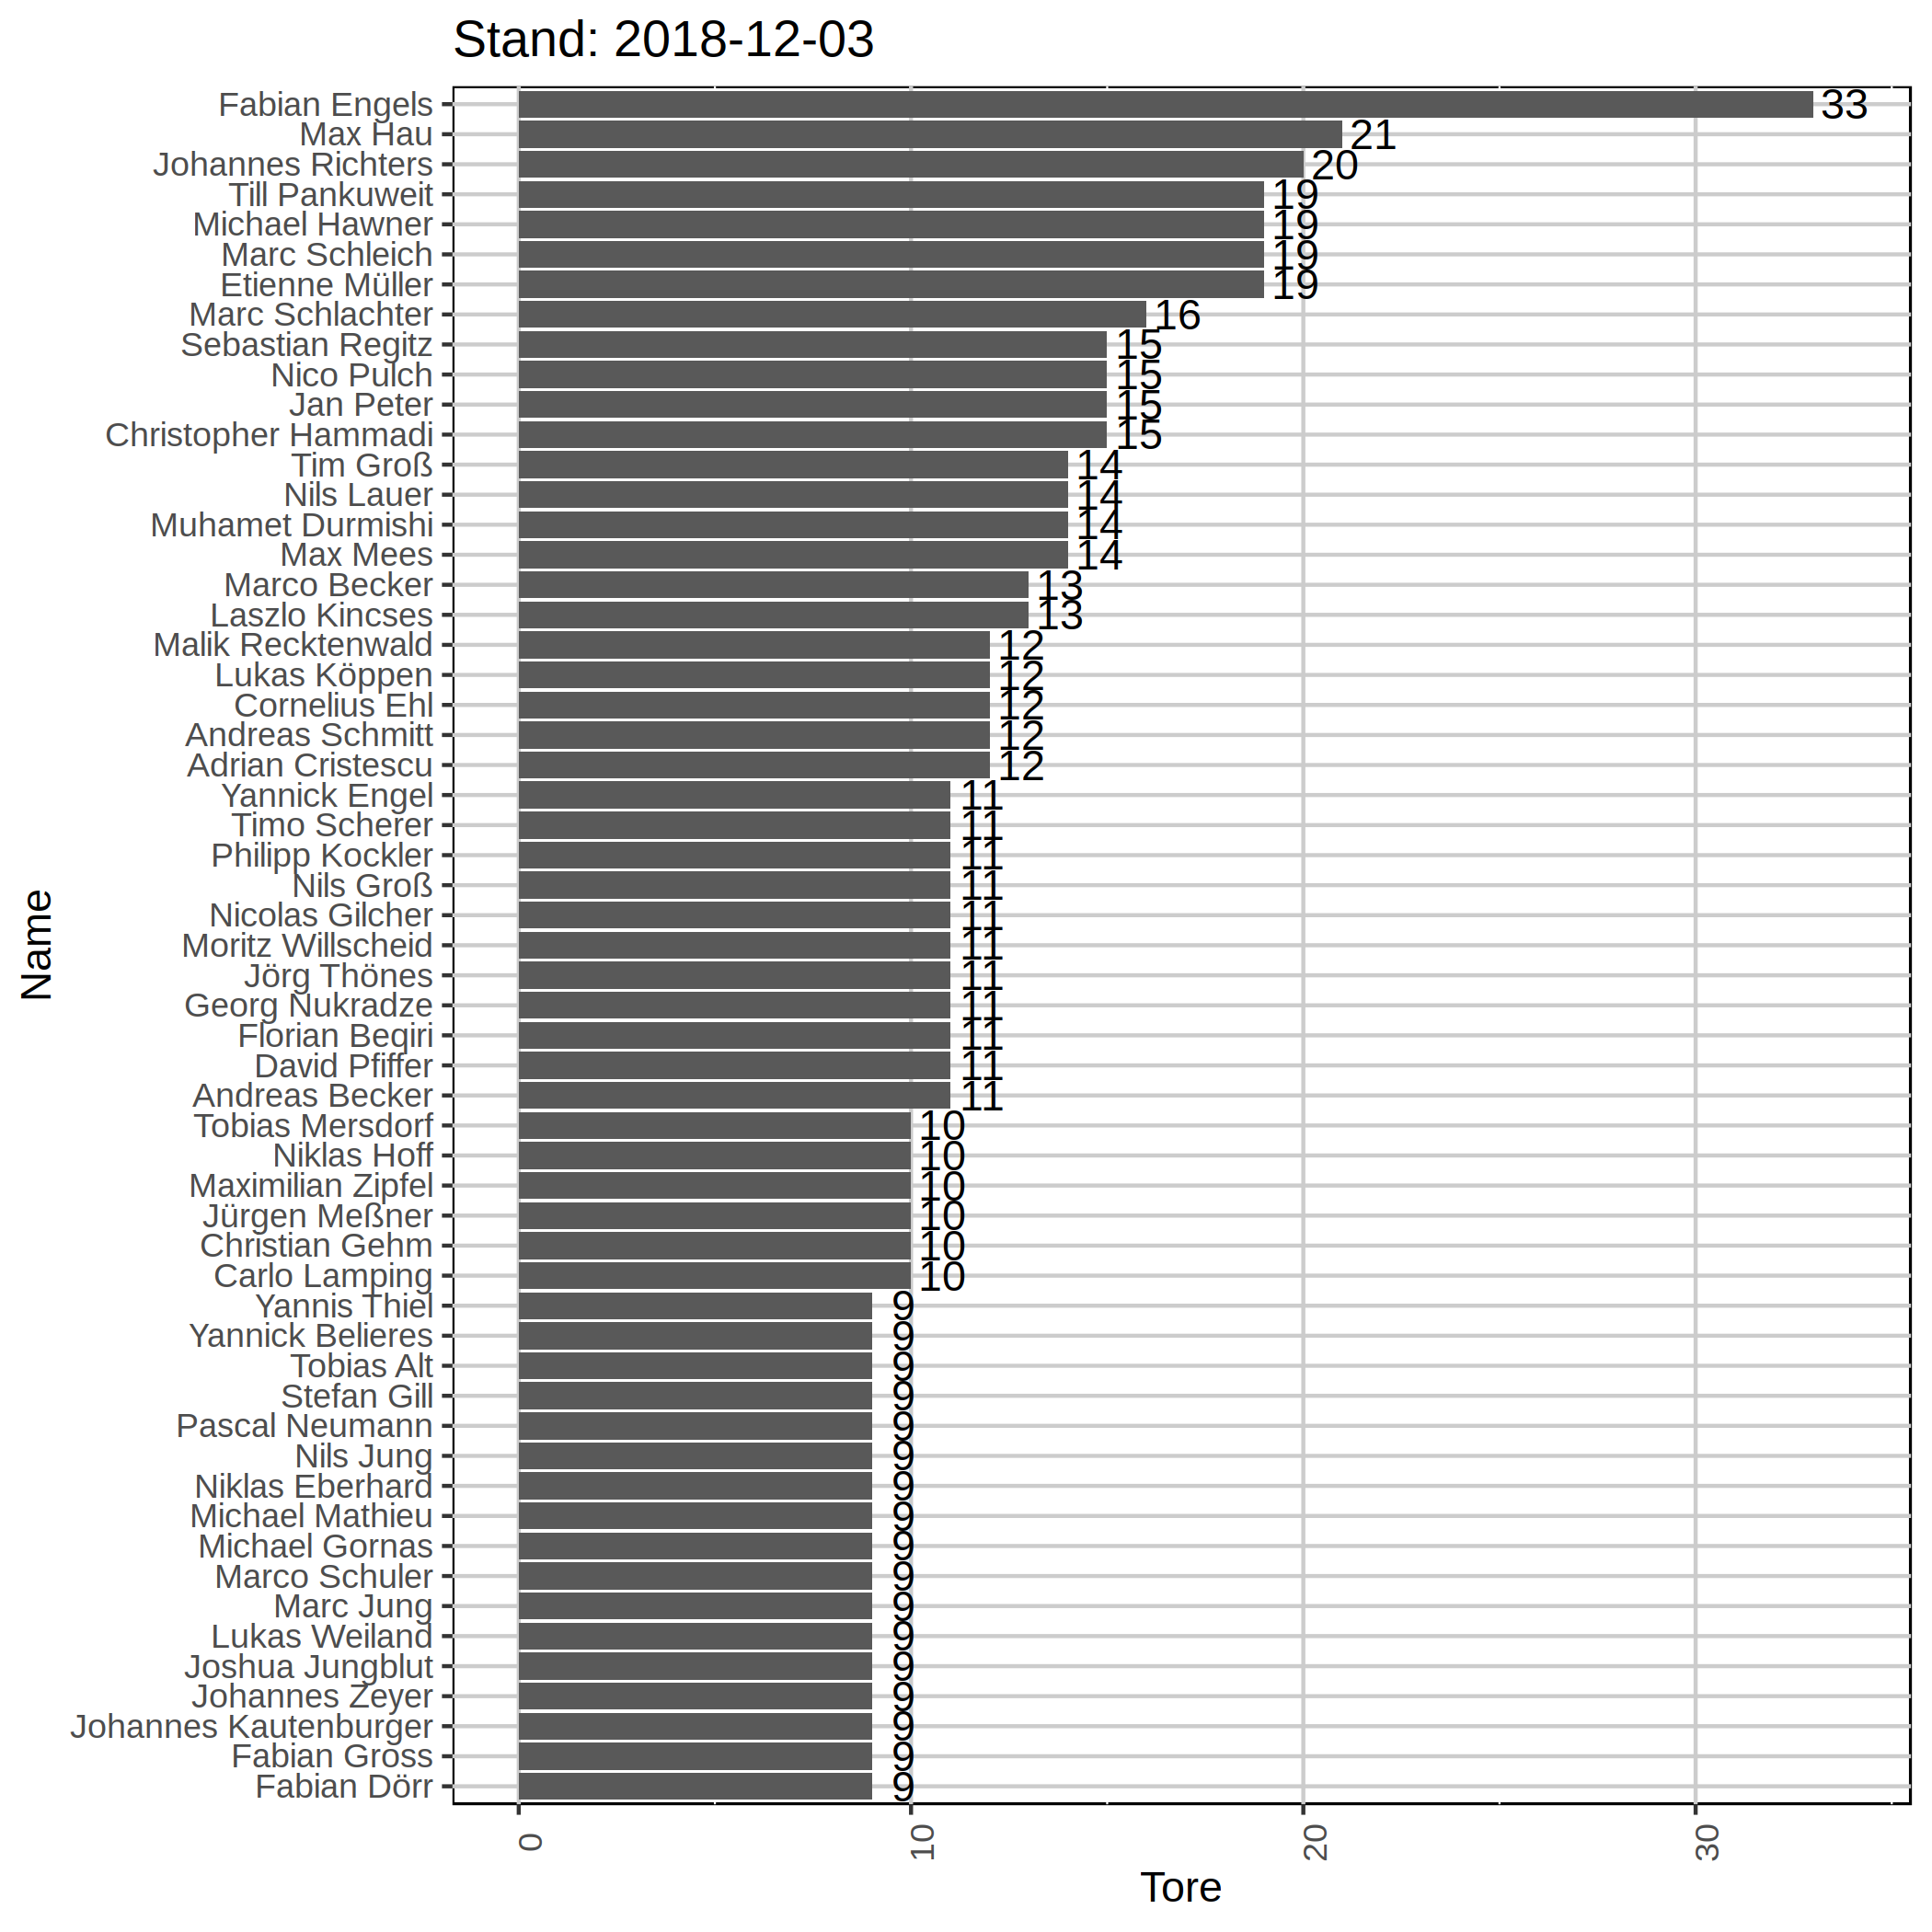 Stand: 2018-12-03
Fabian Engels 33
Max Hau 21
Johannes Richters 20
Till Pankuweit 19
Michael Hawner 19
Marc Schleich 19
Etienne Müller 19
Marc Schlachter 16
Sebastian Regitz 15
Nico Pulch 15
Jan Peter 15
Christopher Hammadi 15
Tim Groß 14
Nils Lauer 14
Muhamet Durmishi 14
Max Mees 14
Marco Becker 13
Laszlo Kincses 13
Malik Recktenwald 12
Lukas Köppen 12
Cornelius Ehl 12
Andreas Schmitt 12
Adrian Cristescu 12
Yannick Engel 11
Timo Scherer 11
Philipp Kockler 11
Nils Groß 11
Nicolas Gilcher 11
Moritz Willscheid 11
Jörg Thönes 11
Georg Nukradze 11
Florian Beqiri 11
David Pfiffer 11
Andreas Becker 11
Tobias Mersdorf 10
Niklas Hoff 10
Maximilian Zipfel 10
Jürgen Meßner 10
Christian Gehm 10
Carlo Lamping 10
Yannis Thiel 9
Yannick Belieres 9
Tobias Alt 9
Stefan Gill 9
Pascal Neumann 9
Nils Jung 9
Niklas Eberhard 9
Michael Mathieu 9
Michael Gornas 9
Marco Schuler 9
Marc Jung 9
Lukas Weiland 9
Joshua Jungblut 9
Johannes Zeyer 9
Johannes Kautenburger 9
Fabian Gross 9
Fabian Dörr 9
Name
0 10 20 30
Tore